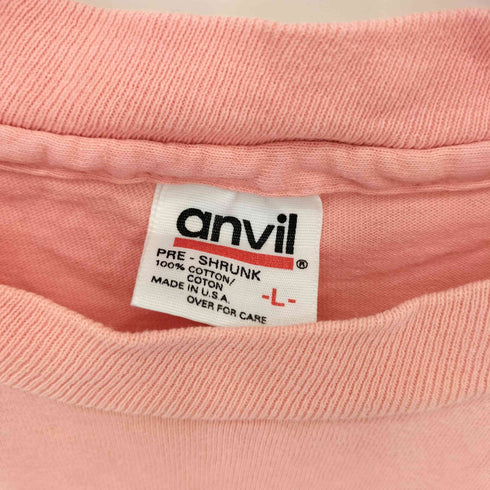 anvil
®
PRE - SHRUNK
100% COTTON/
COTON
MADE IN U.S.A.
-L-
OVER FOR CARE